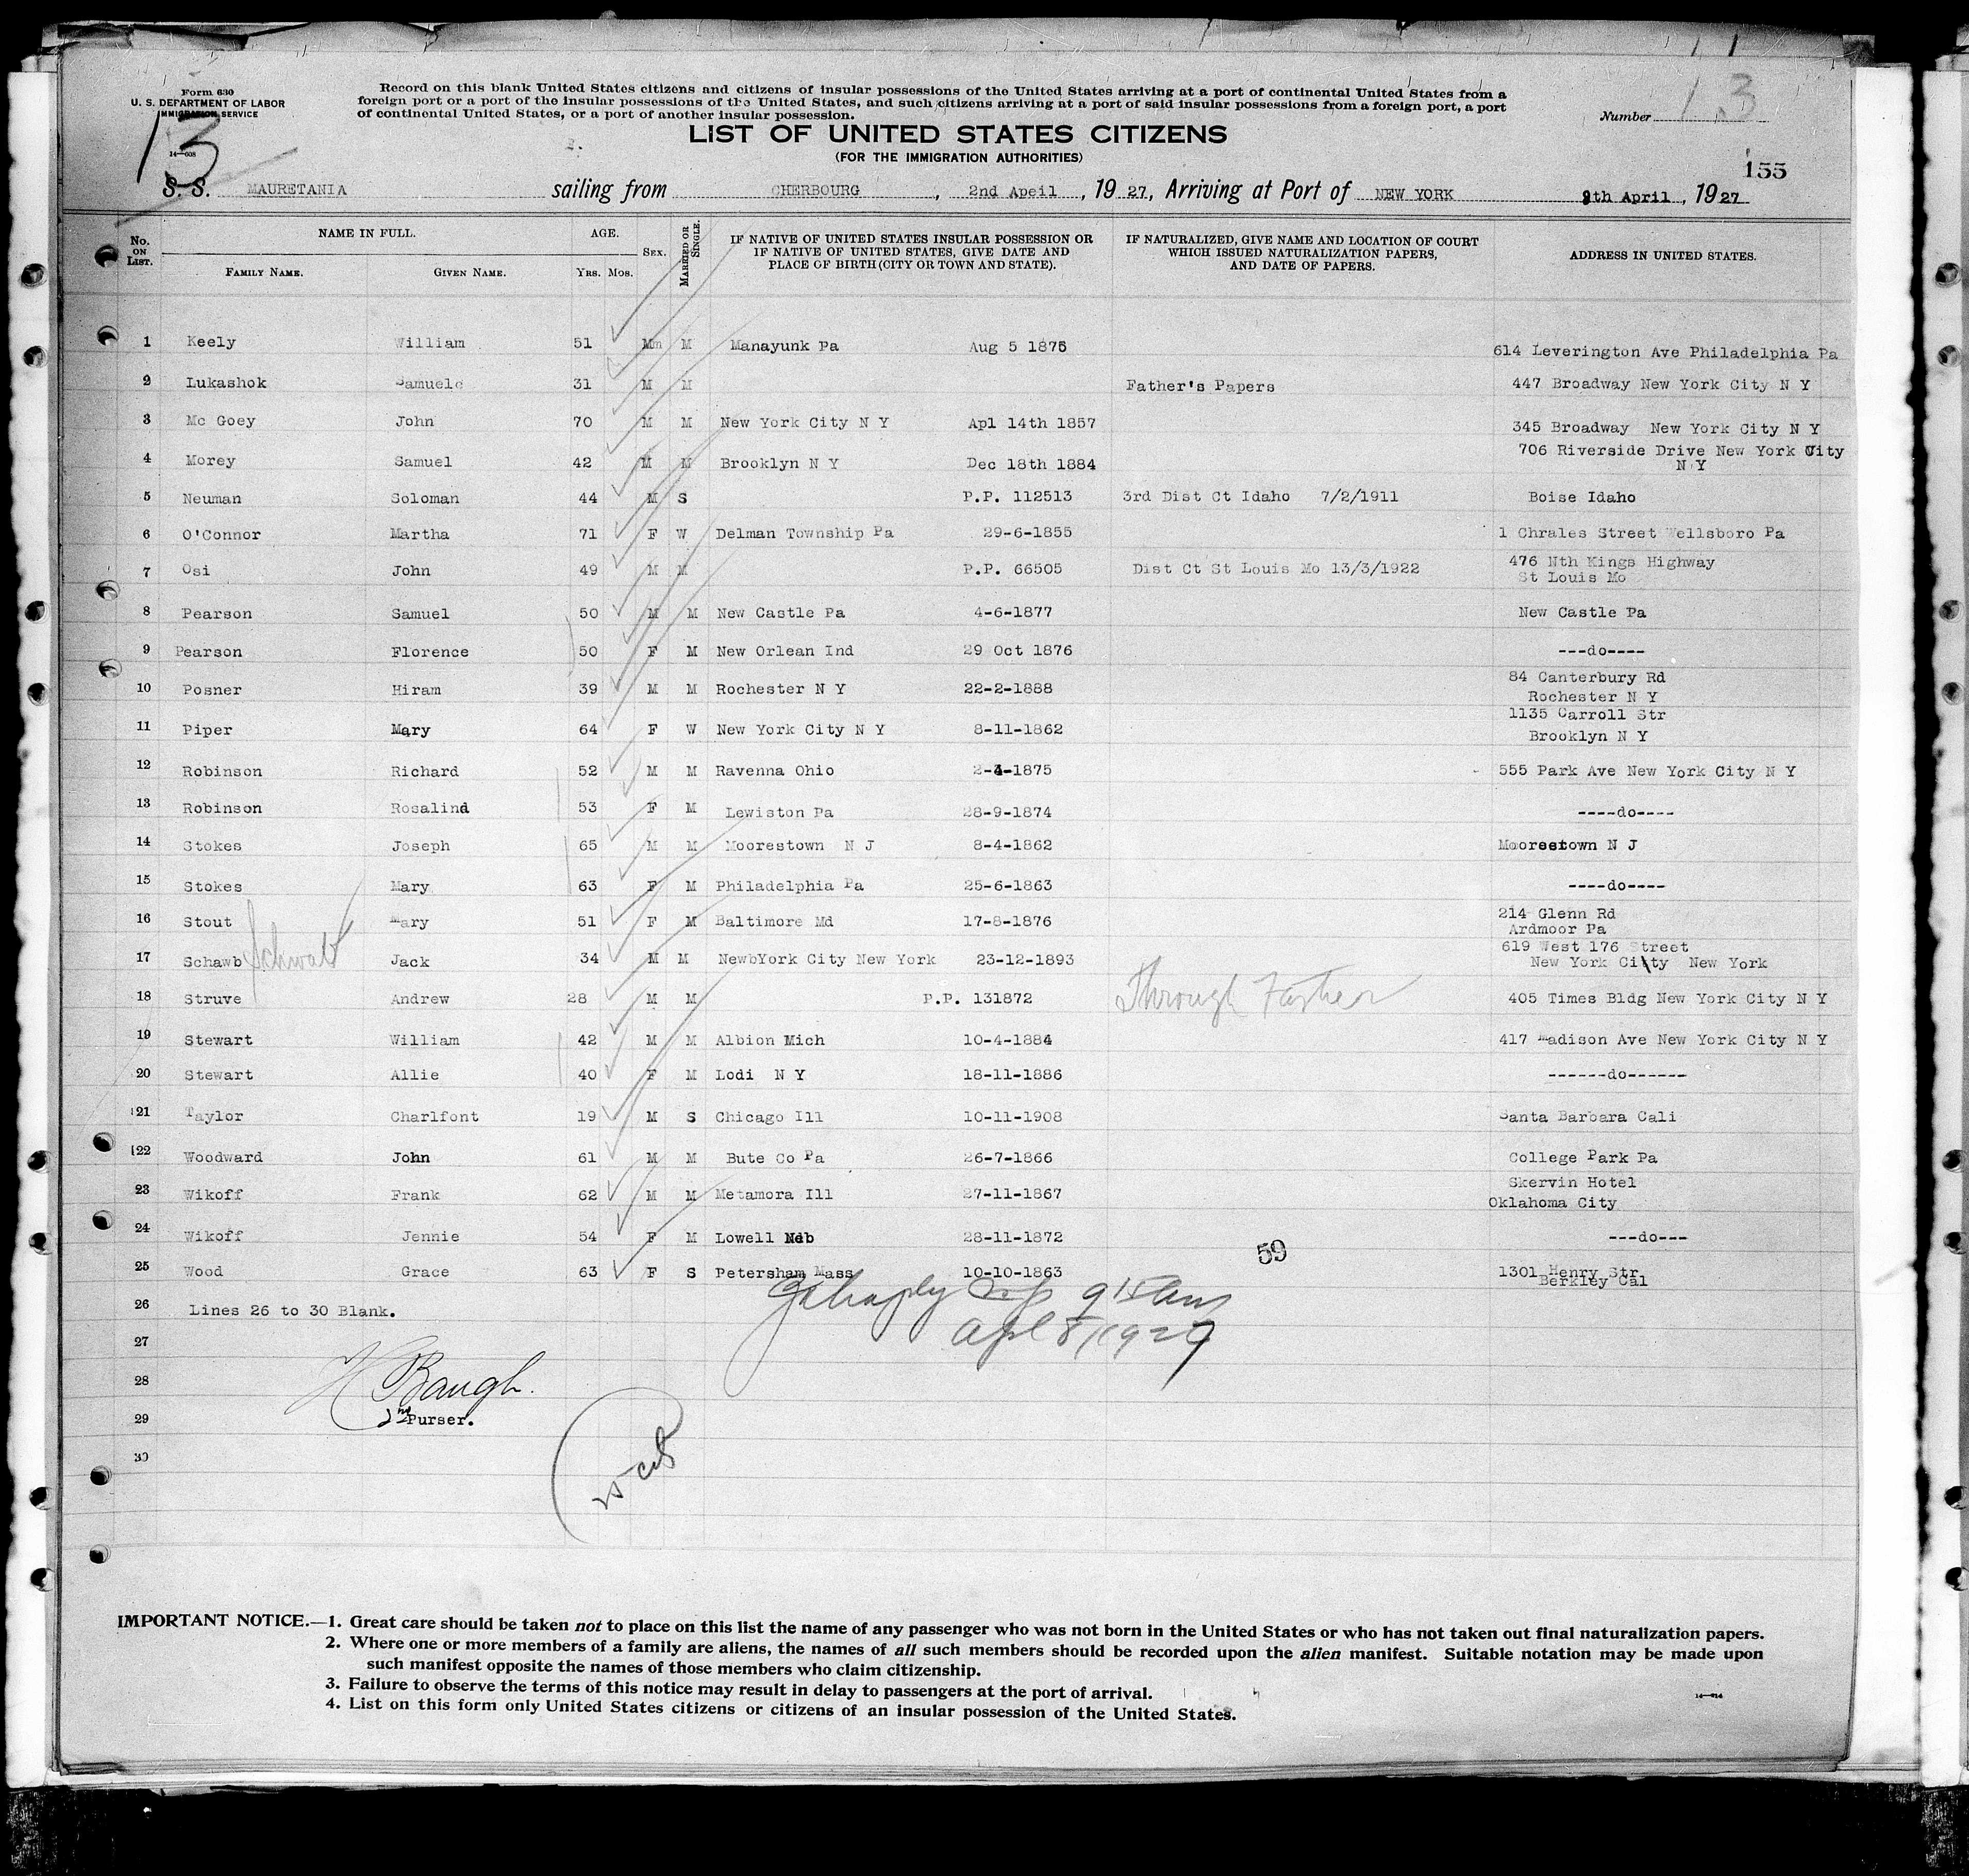 Form 630
U. S. DEPARTMENT OF LABOR
IMMIGRATION SERVICE
Record on this blank United States citizens and citizens of insular possessions of the United States arriving at a port of continental United States from a
foreign port or a port of the insular possessions of the United States, and such citizens arriving at a port of said insular possessions from a foreign port, a port
of continental United States, or a port of another insular possession.
Number 13
13
LIST OF UNITED STATES CITIZENS
(FOR THE IMMIGRATION AUTHORITIES)
155
S. S. MAURETANIA sailing from CHERBOURG, 2nd Apeil, 1927, Arriving at Port of NEW YORK 8th April, 1927
No. ON LIST. NAME IN FULL. AGE. SEX. MARRIED OR SINGLE. IF NATIVE OF UNITED STATES INSULAR POSSESSION OR IF NATIVE OF UNITED STATES, GIVE DATE AND PLACE OF BIRTH (CITY OR TOWN AND STATE). IF NATURALIZED, GIVE NAME AND LOCATION OF COURT WHICH ISSUED NATURALIZATION PAPERS, AND DATE OF PAPERS. ADDRESS IN UNITED STATES.
FAMILY NAME. GIVEN NAME. YRS. MOS.
1 Keely William 51 Mm M Manayunk Pa Aug 5 1875 614 Leverington Ave Philadelphia Pa
2 Lukashok Samuele 31 M M Father's Papers 447 Broadway New York City N Y
3 Mc Goey John 70 M M New York City N Y Apl 14th 1857 345 Broadway New York City N Y
4 Morey Samuel 42 M M Brooklyn N Y Dec 18th 1884 706 Riverside Drive New York City
N Y
5 Neuman Soloman 44 M S P.P. 112513 3rd Dist Ct Idaho 7/2/1911 Boise Idaho
6 O'Connor Martha 71 F W Delman Township Pa 29-6-1855 1 Chrales Street Wellsboro Pa
7 Osi John 49 M M P.P. 66505 Dist Ct St Louis Mo 13/3/1922 476 Nth Kings Highway
St Louis Mo
8 Pearson Samuel 50 M M New Castle Pa 4-6-1877 New Castle Pa
9 Pearson Florence 50 F M New Orlean Ind 29 Oct 1876 ---do----
10 Posner Hiram 39 M M Rochester N Y 22-2-1888 84 Canterbury Rd
Rochester N Y
11 Piper Mary 64 F W New York City N Y 8-11-1862 1135 Carroll Str
Brooklyn N Y
12 Robinson Richard 52 M M Ravenna Ohio 2-4-1875 555 Park Ave New York City N Y
13 Robinson Rosalind 53 F M Lewiston Pa 28-9-1874 ----do----
14 Stokes Joseph 65 M M Moorestown N J 8-4-1862 Moorestown N J
15 Stokes Mary 63 F M Philadelphia Pa 25-6-1863 ----do----
16 Stout Mary 51 F M Baltimore Md 17-8-1876 214 Glenn Rd
Ardmoor Pa
17 Schawb Schwab Jack 34 M M NewbYork City New York 23-12-1893 619 West 176 Street
New York Ci\ty New York
18 Struve Andrew 28 M M P.P. 131872 Through Father 405 Times Bldg New York City N Y
19 Stewart William 42 M M Albion Mich 10-4-1884 417 Madison Ave New York City N Y
20 Stewart Allie 40 F M Lodi N Y 18-11-1886 ------do------
21 Taylor Charlfont 19 M S Chicago Ill 10-11-1908 Santa Barbara Cali
22 Woodward John 61 M M Bute Co Pa 26-7-1866 College Park Pa
23 Wikoff Frank 62 M M Metamora Ill 27-11-1867 Skervin Hotel
Oklahoma City
24 Wikoff Jennie 54 F M Lowell Neb 28-11-1872 ---do---
25 Wood Grace 63 F S Petersham Mass 10-10-1863 1301 Henry Str
Berkley Cal
59
26 Lines 26 to 30 Blank.
Apl 8/1927
27
28 Baugh.
29 2nd Purser.
30
IMPORTANT NOTICE.—1. Great care should be taken not to place on this list the name of any passenger who was not born in the United States or who has not taken out final naturalization papers.
2. Where one or more members of a family are aliens, the names of all such members should be recorded upon the alien manifest. Suitable notation may be made upon
such manifest opposite the names of those members who claim citizenship.
3. Failure to observe the terms of this notice may result in delay to passengers at the port of arrival.
4. List on this form only United States citizens or citizens of an insular possession of the United States.